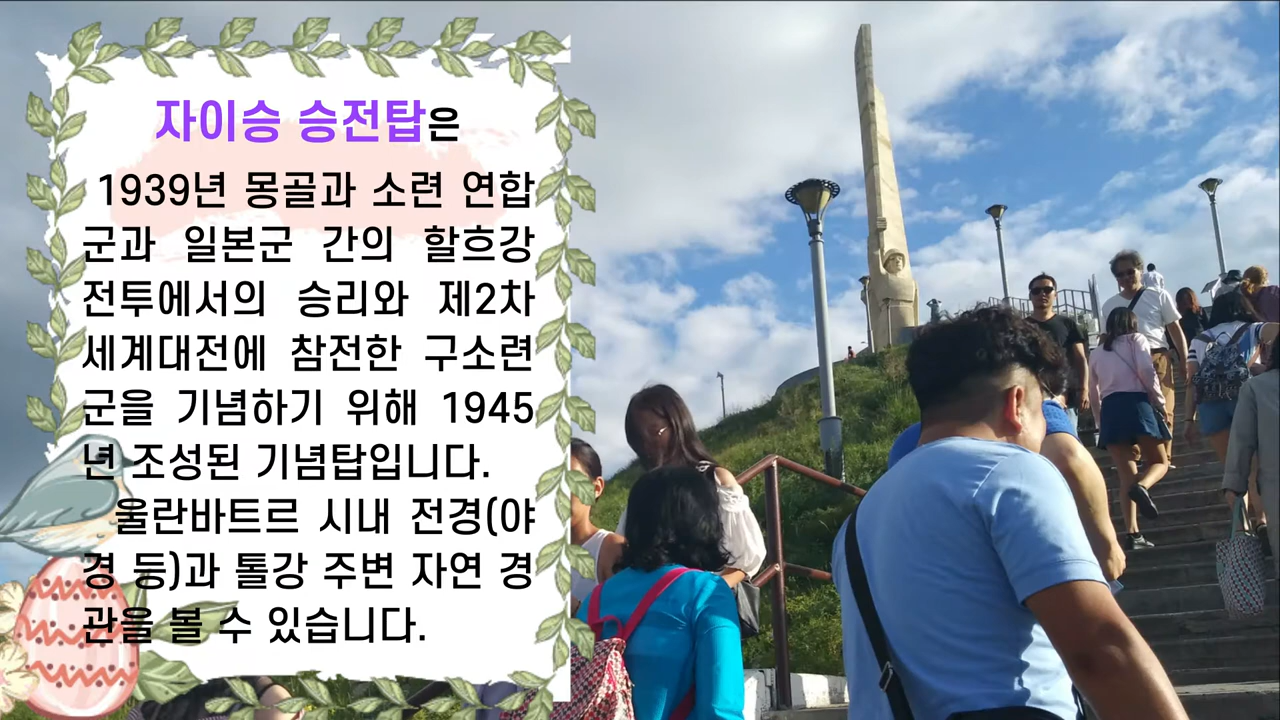 자이승 승전탑은
1939년 몽골과 소련 연합
군과 일본군 간의 할흐강
전투에서의 승리와 제2차
세계대전에 참전한 구소련
군을 기념하기 위해 1945
년 조성된 기념탑입니다.
울란바트르 시내 전경(야
경 등)과 톨강 주변 자연 경
관을 볼 수 있습니다.